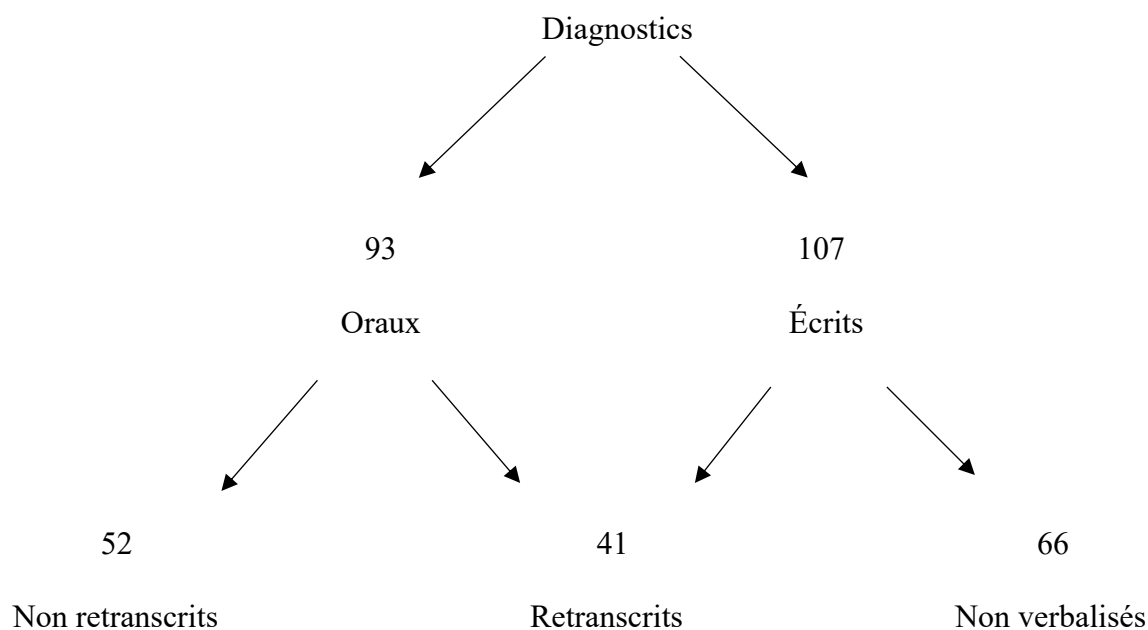 Diagnostics
93 107
Oraux Écrits
52 41 66
Non retranscrits Retranscrits Non verbalisés